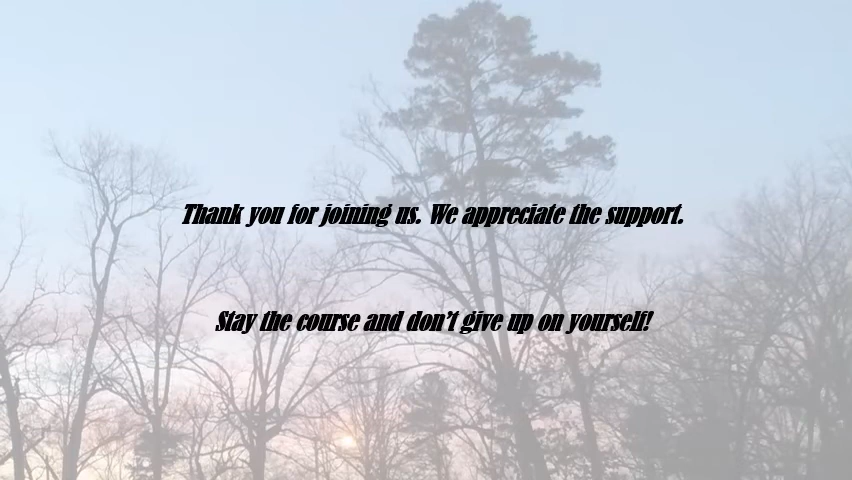 Thank you for joining us. We appreciate the support.
Stay the course and don't give up on yourself!